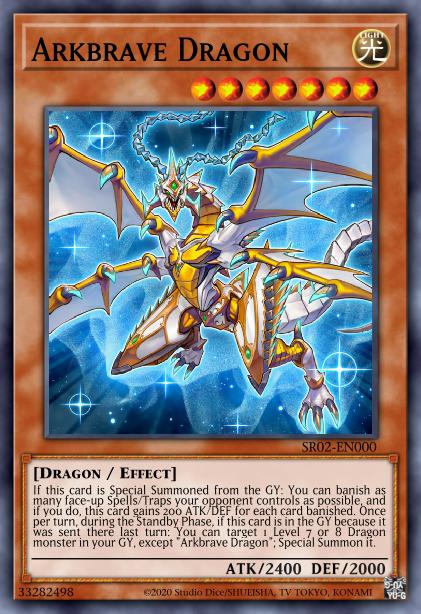 ARKBRAVE DRAGON
LIGHT
光
SR02-EN000
[DRAGON / EFFECT]
If this card is Special Summoned from the GY: You can banish as
many face-up Spells/Traps your opponent controls as possible, and
if you do, this card gains 200 ATK/DEF for each card banished. Once
per turn, during the Standby Phase, if this card is in the GY because it
was sent there last turn: You can target 1 Level 7 or 8 Dragon
monster in your GY, except "Arkbrave Dragon"; Special Summon it.
ATK/2400 DEF/2000
33282498 ©2020 Studio Dice/SHUEISHA, TV TOKYO, KONAMI